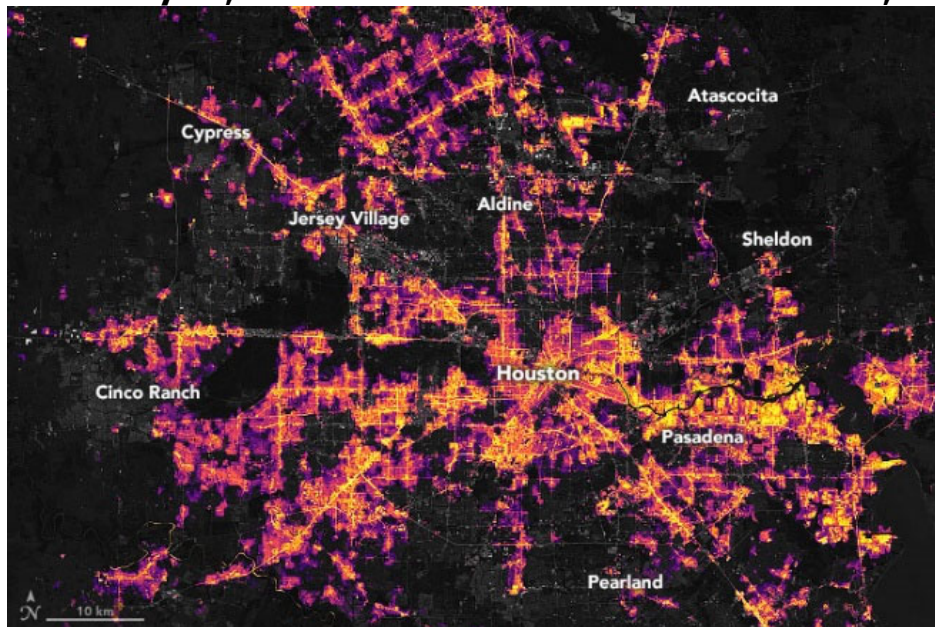 Atascocita
Cypress
Aldine
Jersey Village
Sheldon
Houston
Cinco Ranch
Pasadena
Pearland
N
10 km